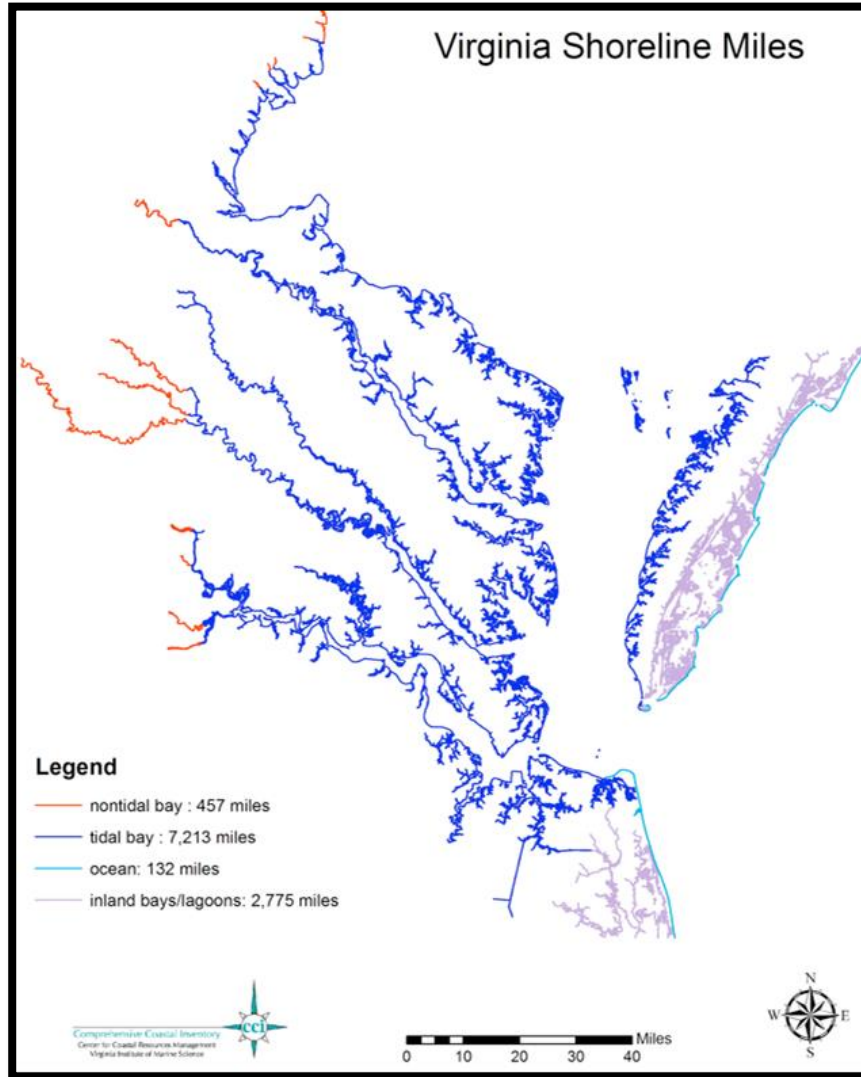 Virginia Shoreline Miles
Legend
nontidal bay : 457 miles
tidal bay : 7,213 miles
ocean: 132 miles
inland bays/lagoons: 2,775 miles
cci
Comprehensive Coastal Inventory
Center for Coastal Resources Management
Virginia Institute of Marine Science
Miles
0 10 20 30 40
N
W E
S